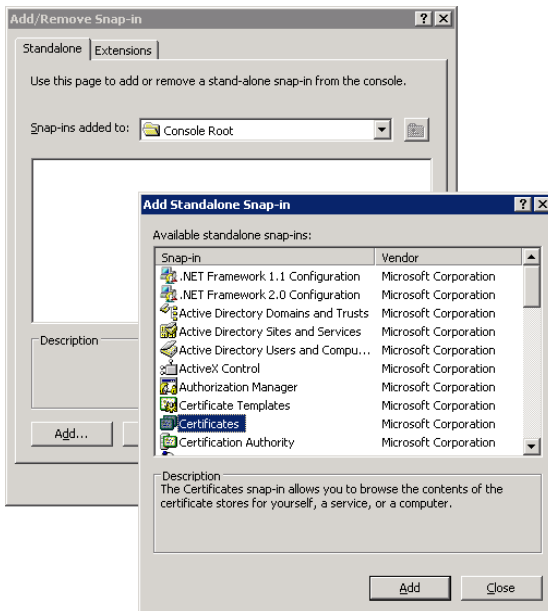 Add/Remove Snap-in
Standalone
Extensions
Use this page to add or remove a stand-alone snap-in from the console.
Snap-ins added to:
Console Root
Description
Add...
Add Standalone Snap-in
Available standalone snap-ins:
Snap-in Vendor
.NET Framework 1.1 Configuration Microsoft Corporation
.NET Framework 2.0 Configuration Microsoft Corporation
Active Directory Domains and Trusts Microsoft Corporation
Active Directory Sites and Services Microsoft Corporation
Active Directory Users and Compu... Microsoft Corporation
ActiveX Control Microsoft Corporation
Authorization Manager Microsoft Corporation
Certificate Templates Microsoft Corporation
Certificates Microsoft Corporation
Certification Authority Microsoft Corporation
Description
The Certificates snap-in allows you to browse the contents of the
certificate stores for yourself, a service, or a computer.
Add
Close